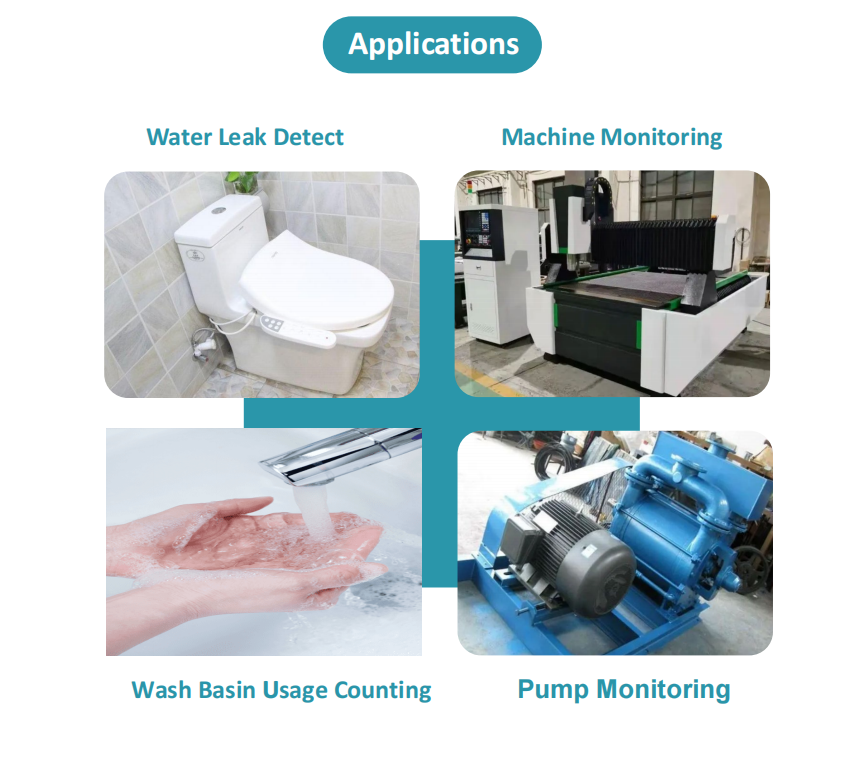 Applications
Water Leak Detect
Machine Monitoring
Wash Basin Usage Counting
Pump Monitoring